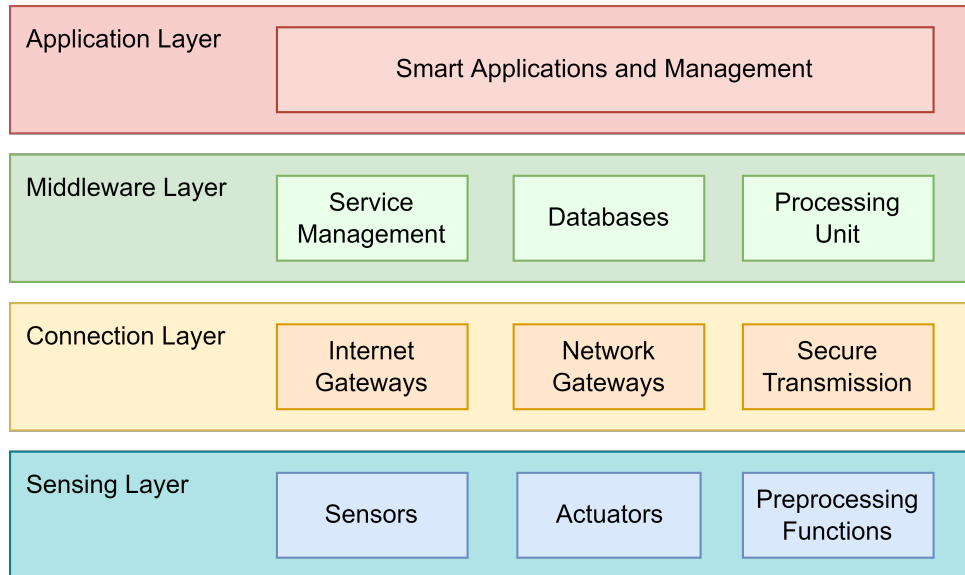 Application Layer
Smart Applications and Management
Middleware Layer
Service
Management
Databases
Processing
Unit
Connection Layer
Internet
Gateways
Network
Gateways
Secure
Transmission
Sensing Layer
Sensors
Actuators
Preprocessing
Functions